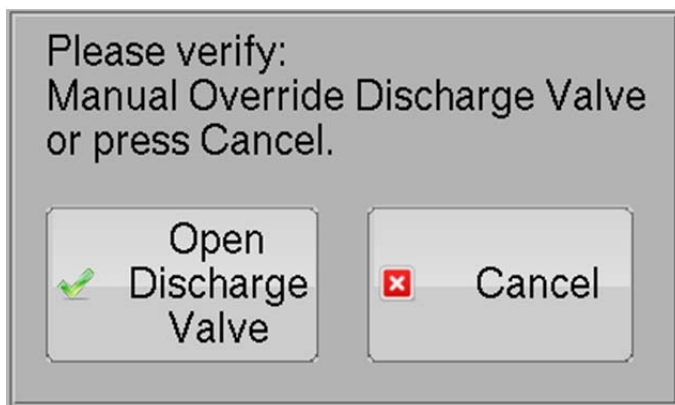 Please verify:
Manual Override Discharge Valve
or press Cancel.
Open
Discharge
Valve
Cancel